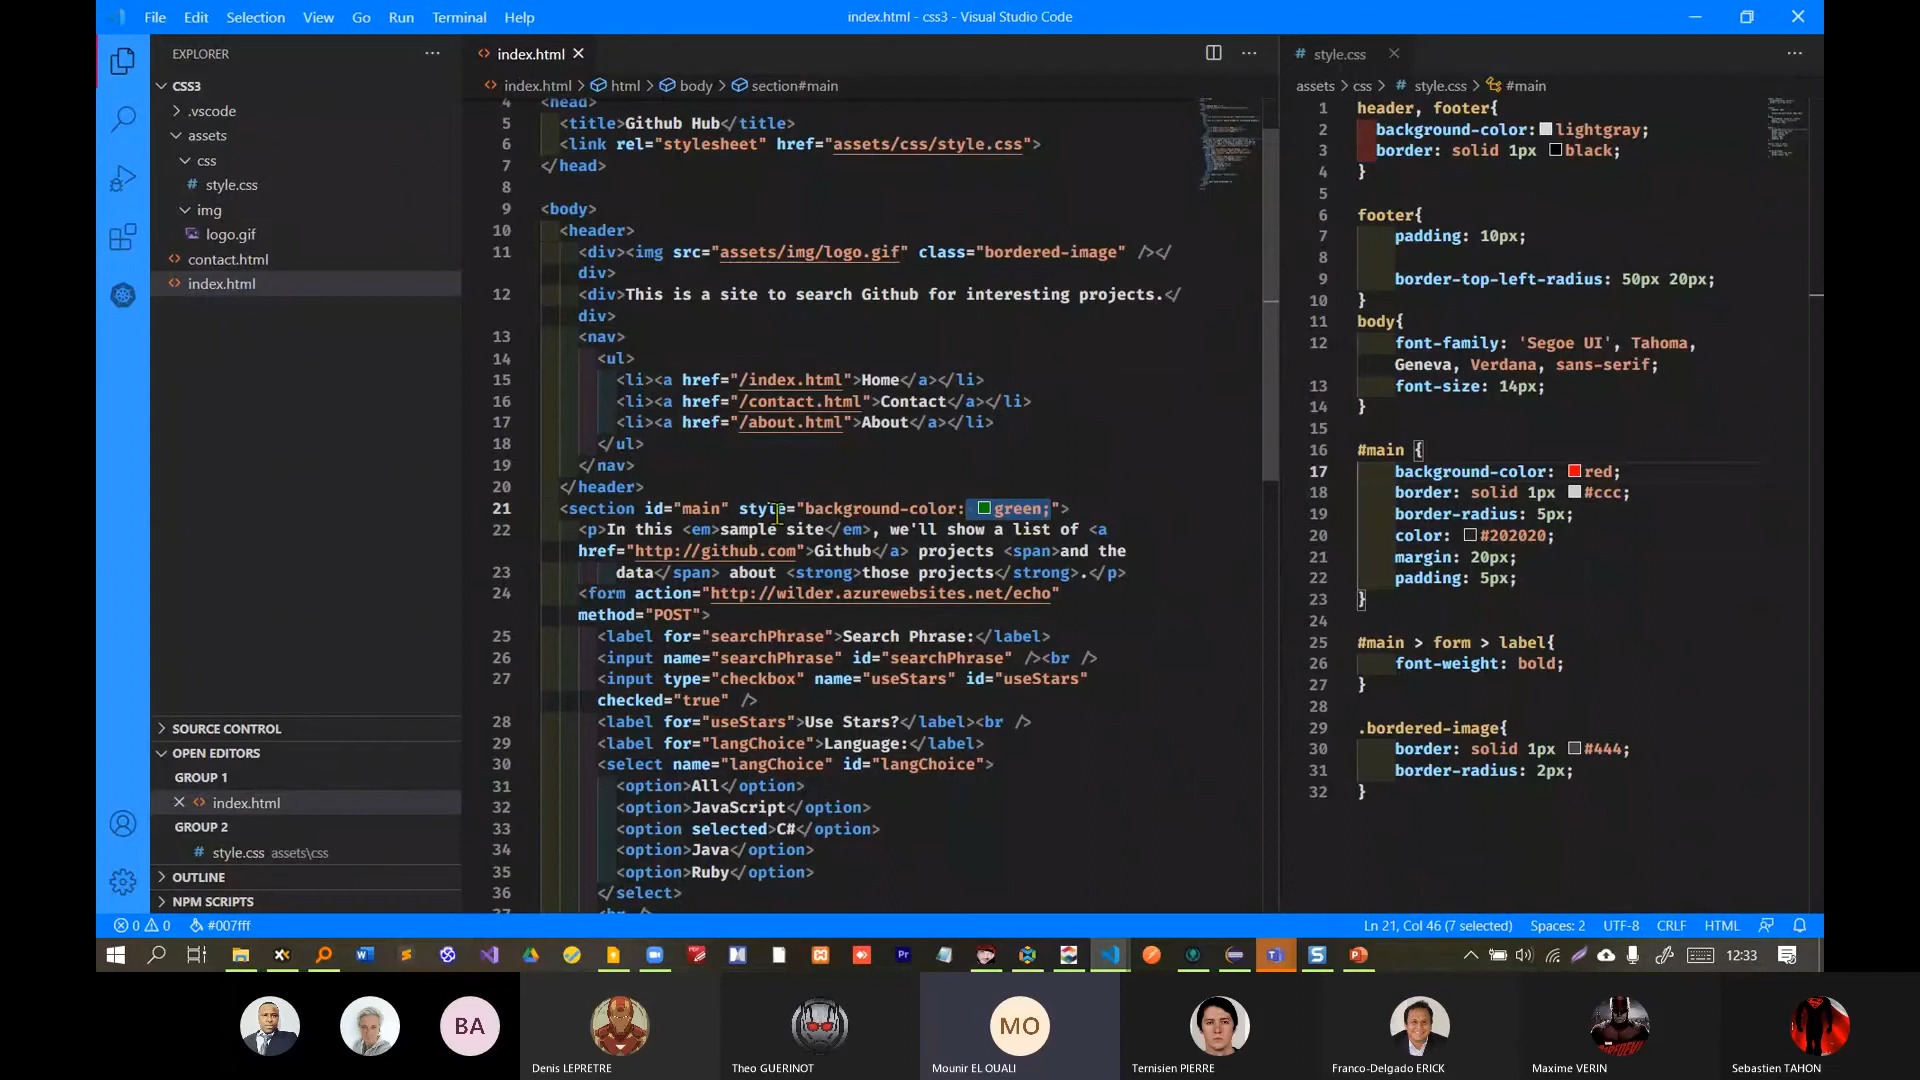 File Edit Selection View Go Run Terminal Help
index.html - css3 - Visual Studio Code
EXPLORER
CSS3
.vscode
assets
css
# style.css
img
logo.gif
contact.html
index.html
SOURCE CONTROL
OPEN EDITORS
GROUP 1
index.html
GROUP 2
# style.css assets\css
OUTLINE
NPM SCRIPTS
index.html
index.html > html > body > section#main
4 <head>
5 <title>Github Hub</title>
6 <link rel="stylesheet" href="assets/css/style.css">
7 </head>
8
9 <body>
10 <header>
11 <div><img src="assets/img/logo.gif" class="bordered-image" /></
div>
12 <div>This is a site to search Github for interesting projects.</
div>
13 <nav>
14 <ul>
15 <li><a href="/index.html">Home</a></li>
16 <li><a href="/contact.html">Contact</a></li>
17 <li><a href="/about.html">About</a></li>
18 </ul>
19 </nav>
20 </header>
21 <section id="main" style="background-color: green;">
22 <p>In this <em>sample site</em>, we'll show a list of <a
href="http://github.com">Github</a> projects <span>and the
23 data</span> about <strong>those projects</strong>.</p>
24 <form action="http://wilder.azurewebsites.net/echo"
method="POST">
25 <label for="searchPhrase">Search Phrase:</label>
26 <input name="searchPhrase" id="searchPhrase" /><br />
27 <input type="checkbox" name="useStars" id="useStars"
checked="true" />
28 <label for="useStars">Use Stars?</label><br />
29 <label for="langChoice">Language:</label>
30 <select name="langChoice" id="langChoice">
31 <option>All</option>
32 <option>JavaScript</option>
33 <option selected>C#</option>
34 <option>Java</option>
35 <option>Ruby</option>
36 </select>
37 <br />
# style.css
assets > css > # style.css > #main
1 header, footer{
2 background-color: lightgray;
3 border: solid 1px black;
4 }
5
6 footer{
7 padding: 10px;
8
9 border-top-left-radius: 50px 20px;
10 }
11 body{
12 font-family: 'Segoe UI', Tahoma,
Geneva, Verdana, sans-serif;
13 font-size: 14px;
14 }
15
16 #main {
17 background-color: red;
18 border: solid 1px #ccc;
19 border-radius: 5px;
20 color: #202020;
21 margin: 20px;
22 padding: 5px;
23 }
24
25 #main > form > label{
26 font-weight: bold;
27 }
28
29 .bordered-image{
30 border: solid 1px #444;
31 border-radius: 2px;
32 }
0 0 #007fff
Ln 21, Col 46 (7 selected) Spaces: 2 UTF-8 CRLF HTML
12:33
BA
MO
Denis LEPRETRE
Theo GUERINOT
Mounir EL OUALI
Ternisien PIERRE
Franco-Delgado ERICK
Maxime VERIN
Sebastien TAHON